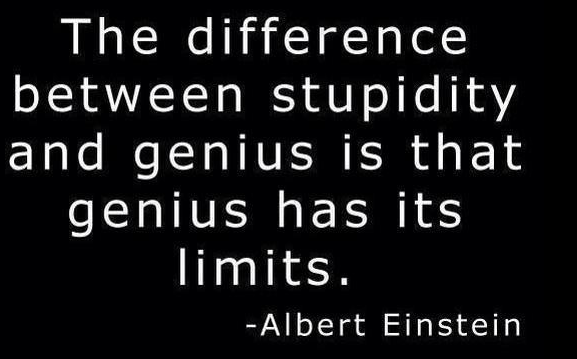 The difference
between stupidity
and genius is that
genius has its
limits.
-Albert Einstein